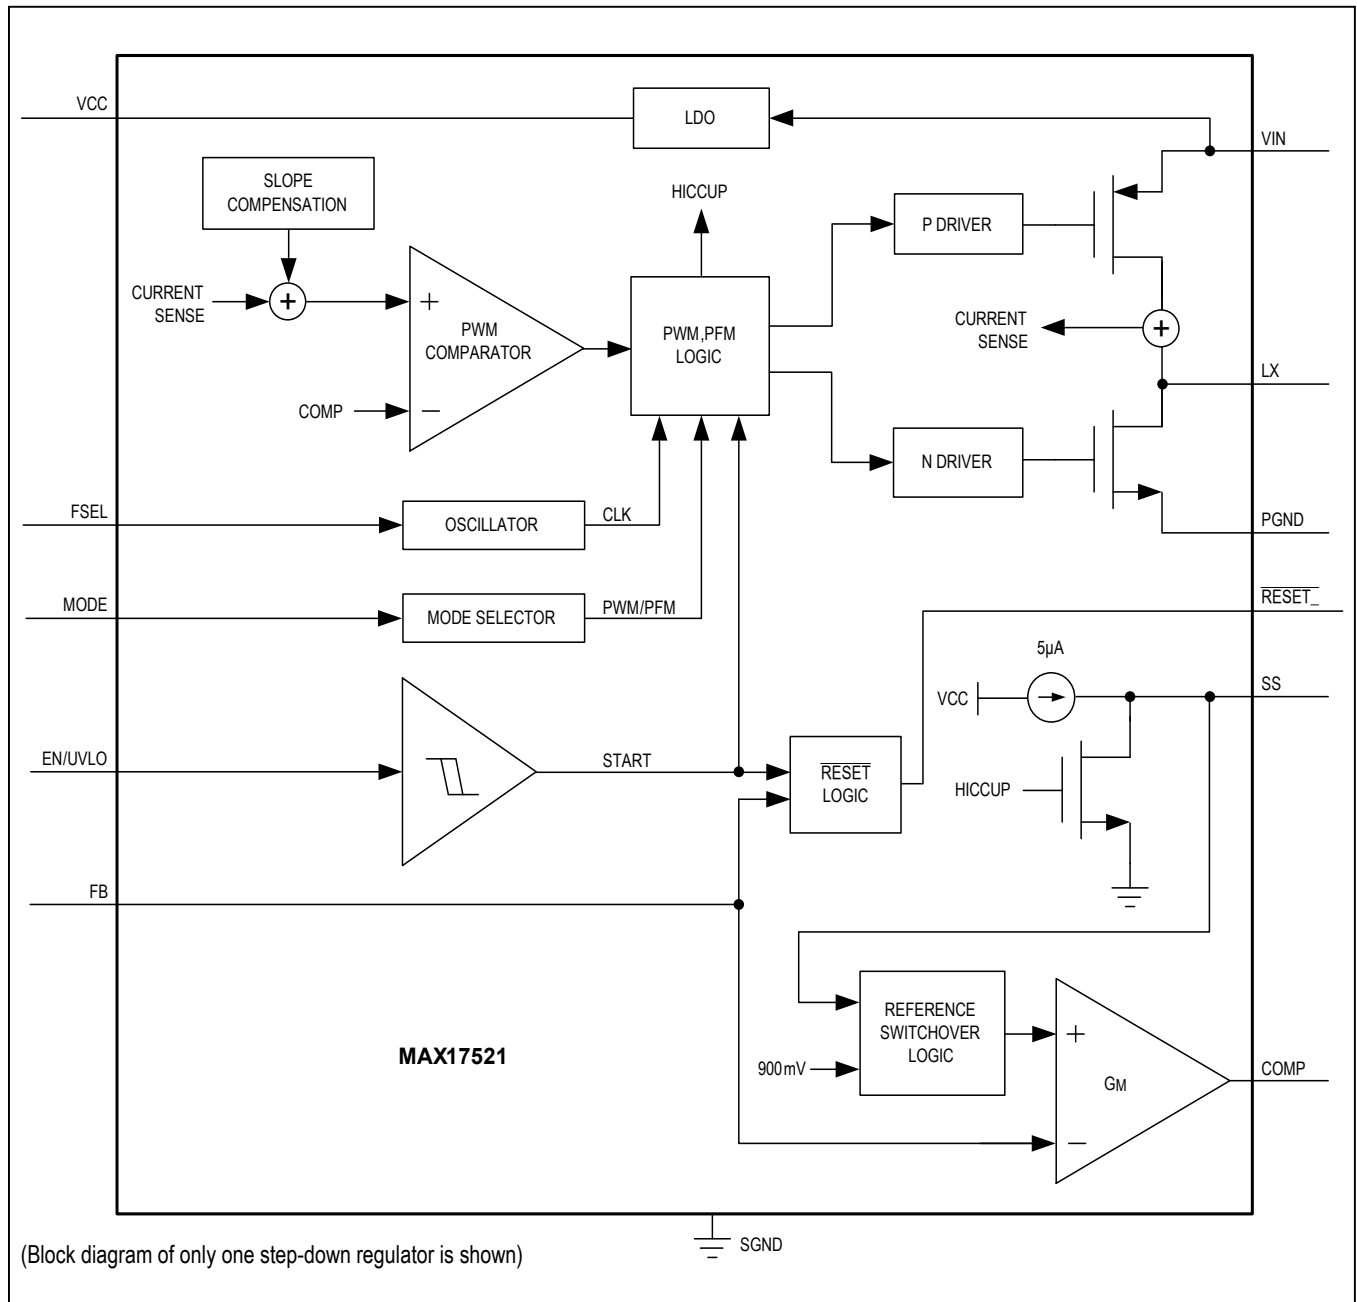 VCC
LDO
VIN
SLOPE
COMPENSATION
HICCUP
P DRIVER
CURRENT
SENSE
+
+
PWM
COMPARATOR
PWM,PFM
LOGIC
CURRENT
SENSE
+
LX
COMP
−
N DRIVER
FSEL
OSCILLATOR
CLK
PGND
MODE
MODE SELECTOR
PWM/PFM
RESET_
5µA
VCC
SS
EN/UVLO
START
RESET
LOGIC
HICCUP
FB
REFERENCE
SWITCHOVER
LOGIC
+
MAX17521
900mV
GM
COMP
−
SGND
(Block diagram of only one step-down regulator is shown)